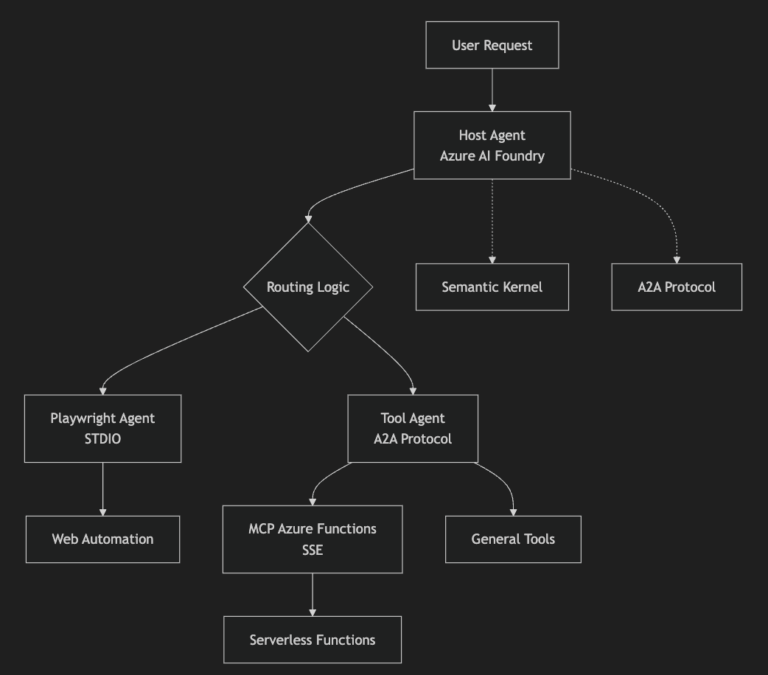 User Request
Host Agent
Azure AI Foundry
Routing Logic
Semantic Kernel
A2A Protocol
Playwright Agent
STDIO
Tool Agent
A2A Protocol
Web Automation
MCP Azure Functions
SSE
General Tools
Serverless Functions